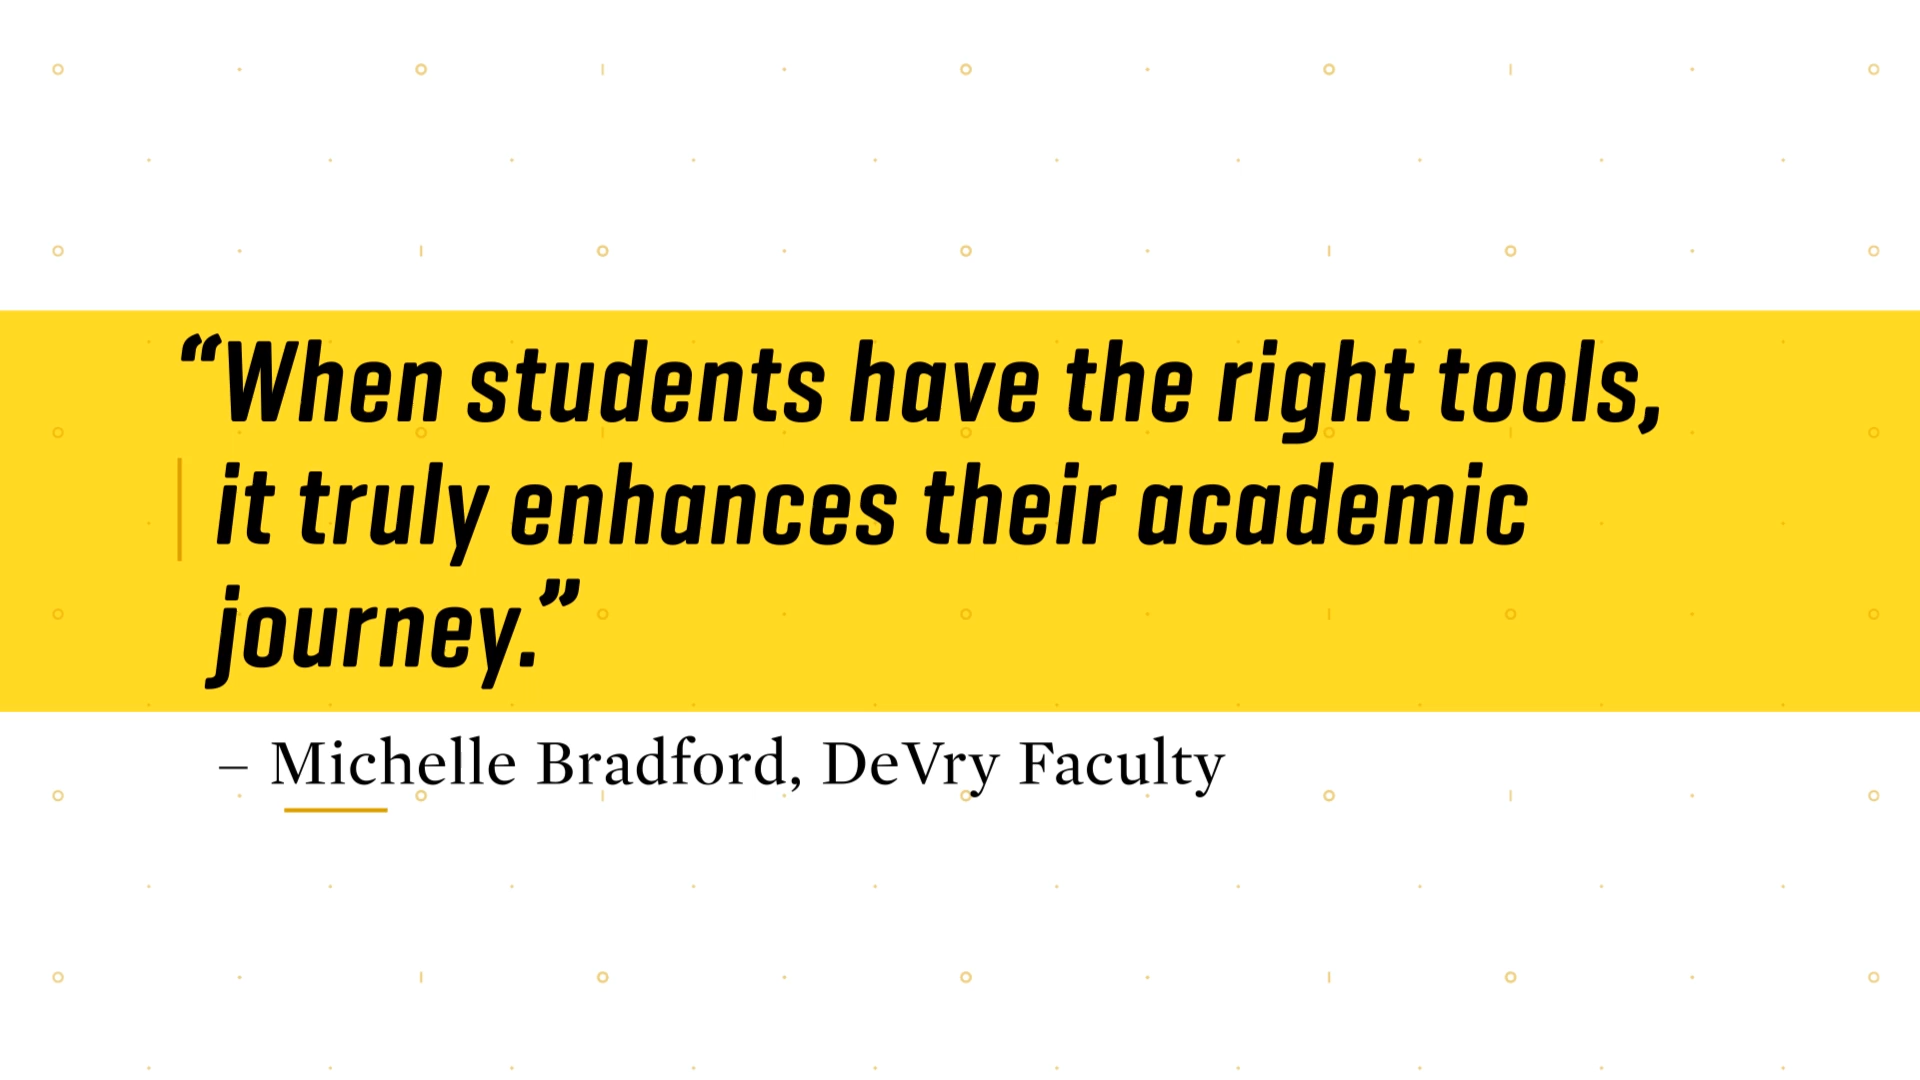 “When students have the right tools,
it truly enhances their academic
journey.”
– Michelle Bradford, DeVry Faculty